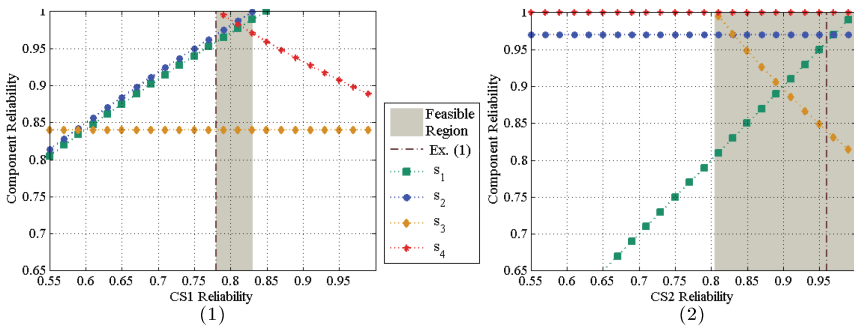 1
0.95
0.9
0.85
0.8
0.75
0.7
0.65
Component Reliability
0.55 0.6 0.65 0.7 0.75 0.8 0.85 0.9 0.95
CS1 Reliability
(1)
Feasible
Region
Ex. (1)
s1
s2
s3
s4
1
0.95
0.9
0.85
0.8
0.75
0.7
0.65
Component Reliability
0.55 0.6 0.65 0.7 0.75 0.8 0.85 0.9 0.95
CS2 Reliability
(2)